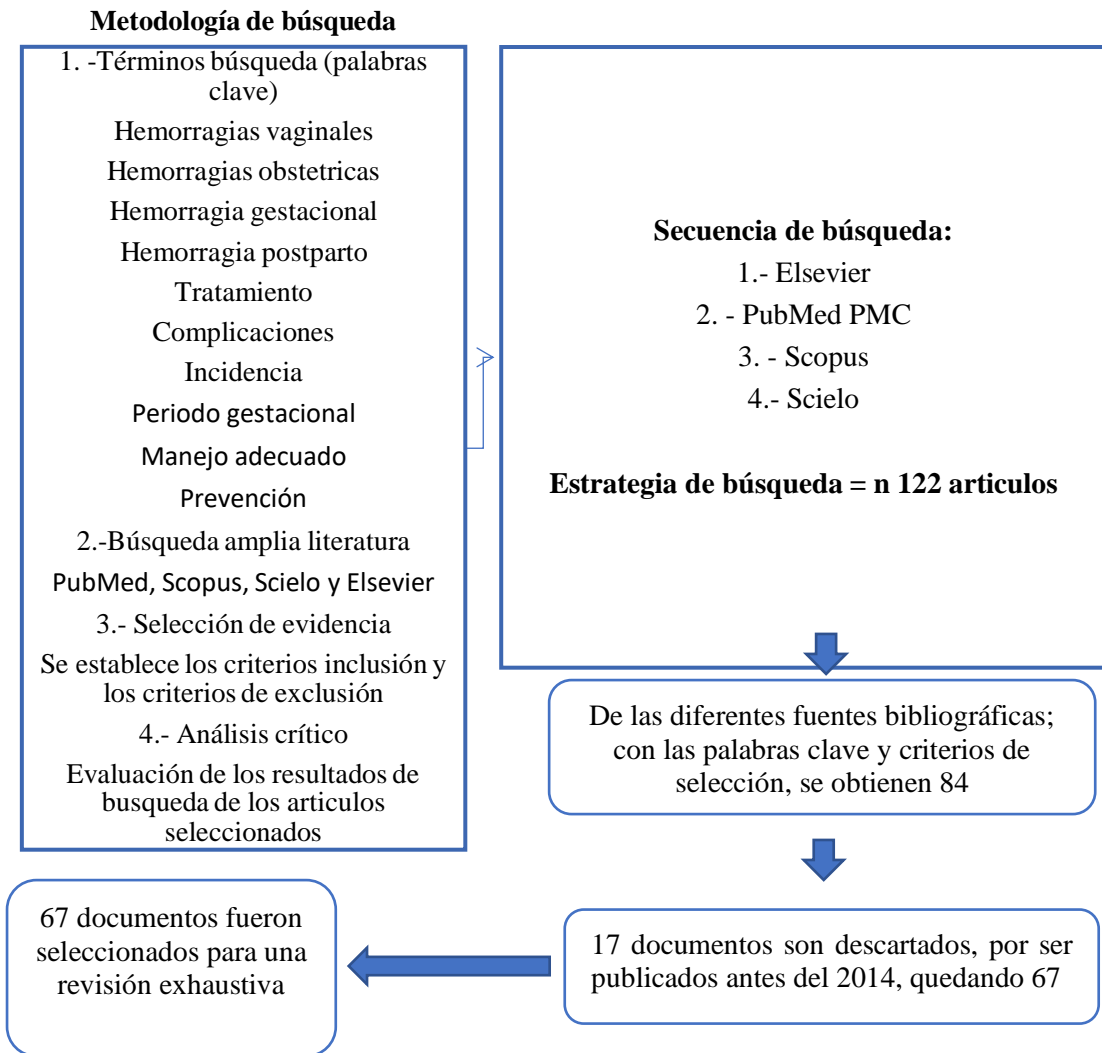 Metodología de búsqueda
1. -Términos búsqueda (palabras
clave)
Hemorragias vaginales
Hemorragias obstetricas
Hemorragia gestacional
Hemorragia postparto
Tratamiento
Complicaciones
Incidencia
Periodo gestacional
Manejo adecuado
Prevención
2.-Búsqueda amplia literatura
PubMed, Scopus, Scielo y Elsevier
3.- Selección de evidencia
Se establece los criterios inclusión y
los criterios de exclusión
4.- Análisis crítico
Evaluación de los resultados de
busqueda de los articulos
seleccionados
Secuencia de búsqueda:
1.- Elsevier
2. - PubMed PMC
3. - Scopus
4.- Scielo
Estrategia de búsqueda = n 122 articulos
De las diferentes fuentes bibliográficas;
con las palabras clave y criterios de
selección, se obtienen 84
17 documentos son descartados, por ser
publicados antes del 2014, quedando 67
67 documentos fueron
seleccionados para una
revisión exhaustiva